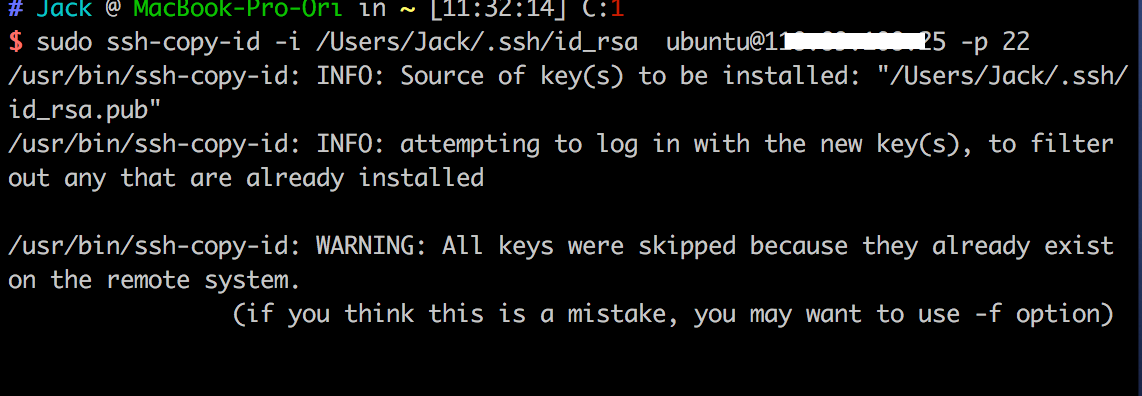 # Jack @ MacBook-Pro-Ori in ~ [11:32:14] C:1
$ sudo ssh-copy-id -i /Users/Jack/.ssh/id_rsa  ubuntu@11 25 -p 22
/usr/bin/ssh-copy-id: INFO: Source of key(s) to be installed: "/Users/Jack/.ssh/
id_rsa.pub"
/usr/bin/ssh-copy-id: INFO: attempting to log in with the new key(s), to filter
out any that are already installed
/usr/bin/ssh-copy-id: WARNING: All keys were skipped because they already exist
on the remote system.
(if you think this is a mistake, you may want to use -f option)